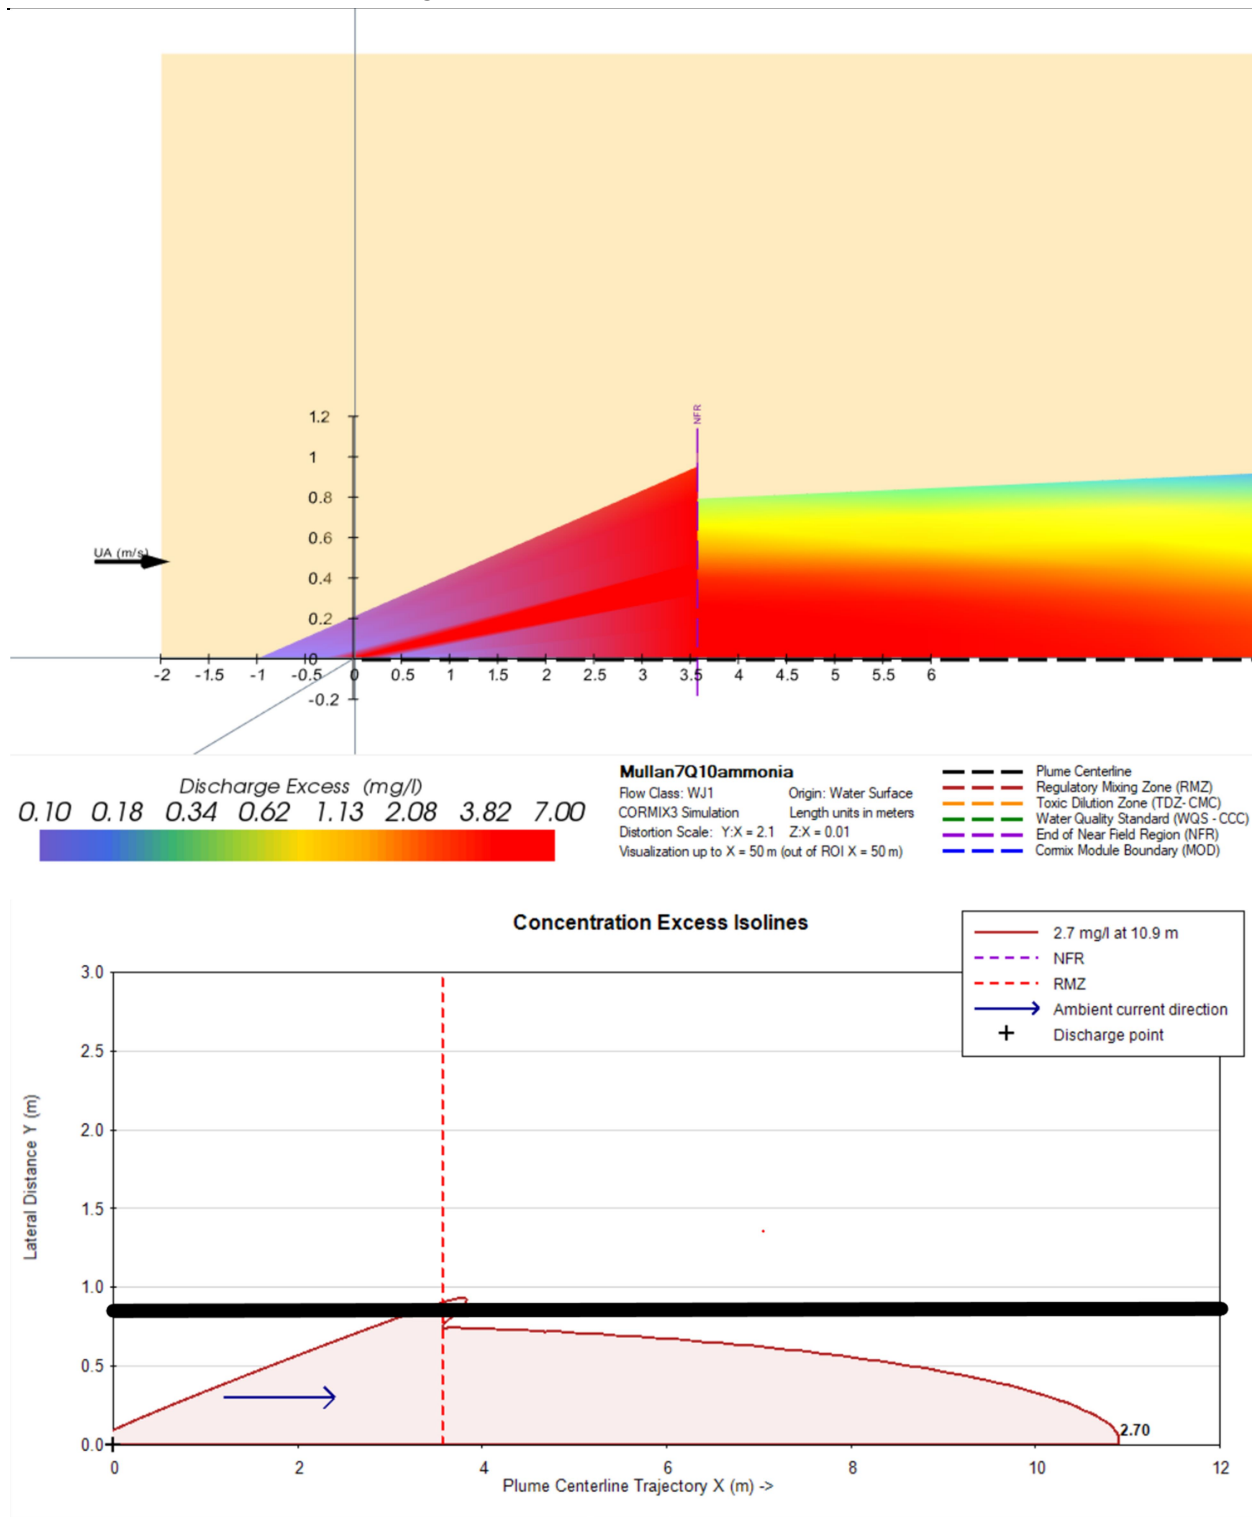 NFR
1.2
1
0.8
0.6
0.4
0.2
0
-0.2
UA (m/s)
-2 -1.5 -1 -0.5 0 0.5 1 1.5 2 2.5 3 3.5 4 4.5 5 5.5 6
Discharge Excess (mg/l)
0.10 0.18 0.34 0.62 1.13 2.08 3.82 7.00
Mullan7Q10ammonia
Flow Class: WJ1 Origin: Water Surface
CORMIX3 Simulation Length units in meters
Distortion Scale: Y:X = 2.1 Z:X = 0.01
Visualization up to X = 50 m (out of ROI X = 50 m)
Plume Centerline
Regulatory Mixing Zone (RMZ)
Toxic Dilution Zone (TDZ- CMC)
Water Quality Standard (WQS - CCC)
End of Near Field Region (NFR)
Cormix Module Boundary (MOD)
Concentration Excess Isolines
2.7 mg/l at 10.9 m
NFR
RMZ
Ambient current direction
Discharge point
Lateral Distance Y (m)
3.0
2.5
2.0
1.5
1.0
0.5
0.0
2.70
0 2 4 6 8 10 12
Plume Centerline Trajectory X (m) ->